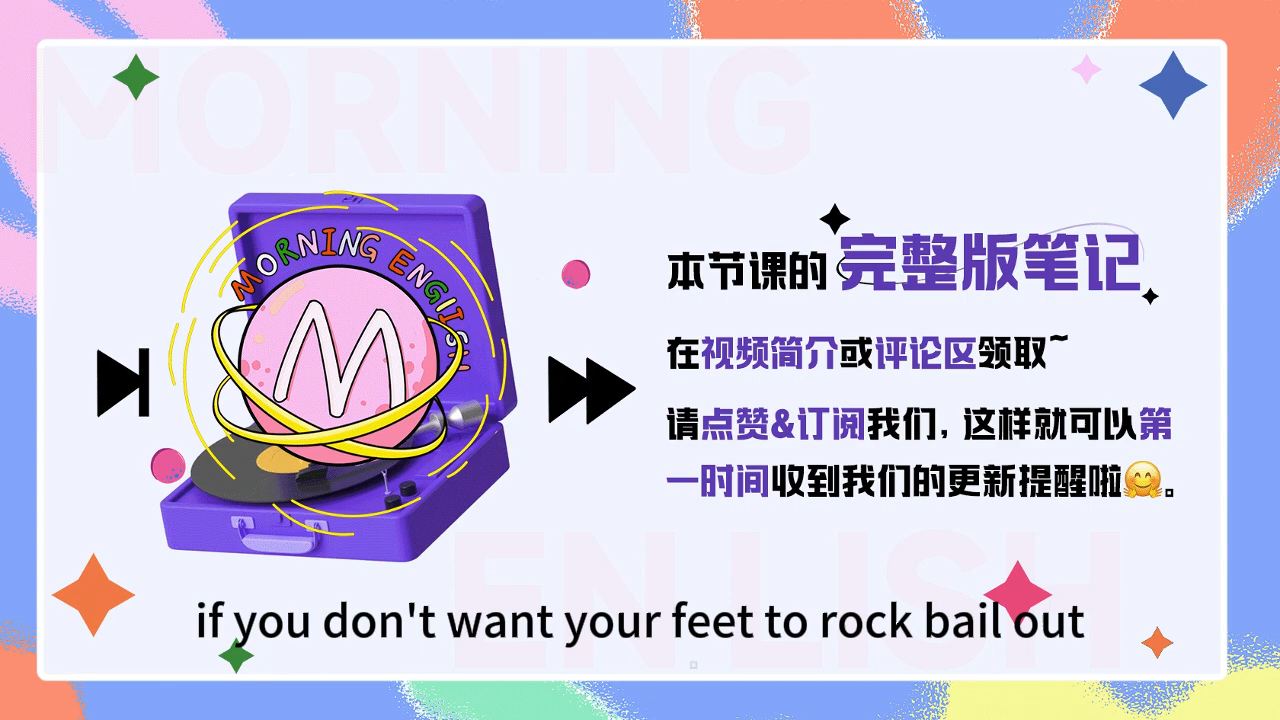 MORNING
MORNING ENGLISH
M
本节课的 完整版笔记
在视频简介或评论区领取~
请点赞&订阅我们, 这样就可以第
一时间收到我们的更新提醒啦🤗。
EN LISH
if you don't want your feet to rock bail out